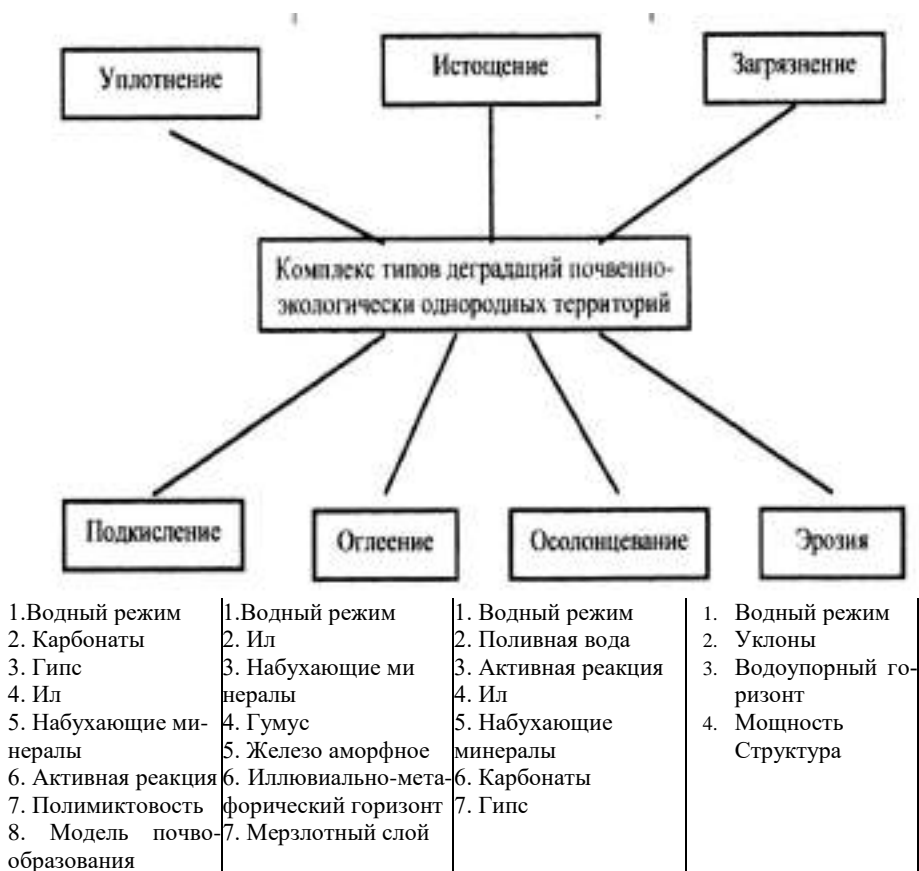 Уплотнение
Истощение
Загрязнение
Комплекс типов деградаций почвенно-
экологически однородных территорий
Подкисление
Оглеение
Осолонцевание
Эрозия
1.Водный режим
2. Карбонаты
3. Гипс
4. Ил
5. Набухающие ми-
нералы
6. Активная реакция
7. Полимиктовость
8. Модель почво-
образования
1.Водный режим
2. Ил
3. Набухающие ми
нералы
4. Гумус
5. Железо аморфное
6. Иллювиально-мета-
форический горизонт
7. Мерзлотный слой
1. Водный режим
2. Поливная вода
3. Активная реакция
4. Ил
5. Набухающие
минералы
6. Карбонаты
7. Гипс
1. Водный режим
2. Уклоны
3. Водоупорный го-
ризонт
4. Мощность
Структура